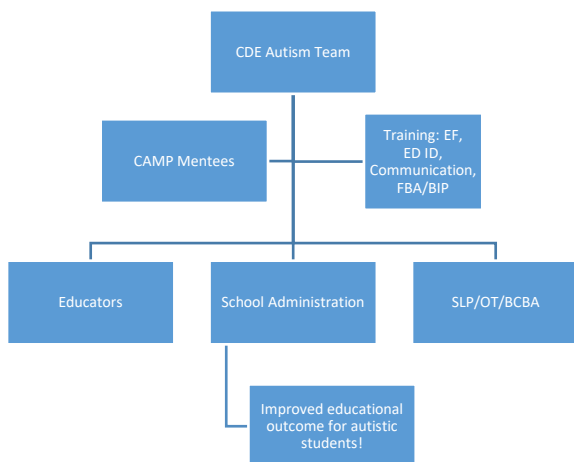 CDE Autism Team
CAMP Mentees
Training: EF,
ED ID,
Communication,
FBA/BIP
Educators
School Administration
SLP/OT/BCBA
Improved educational
outcome for autistic
students!